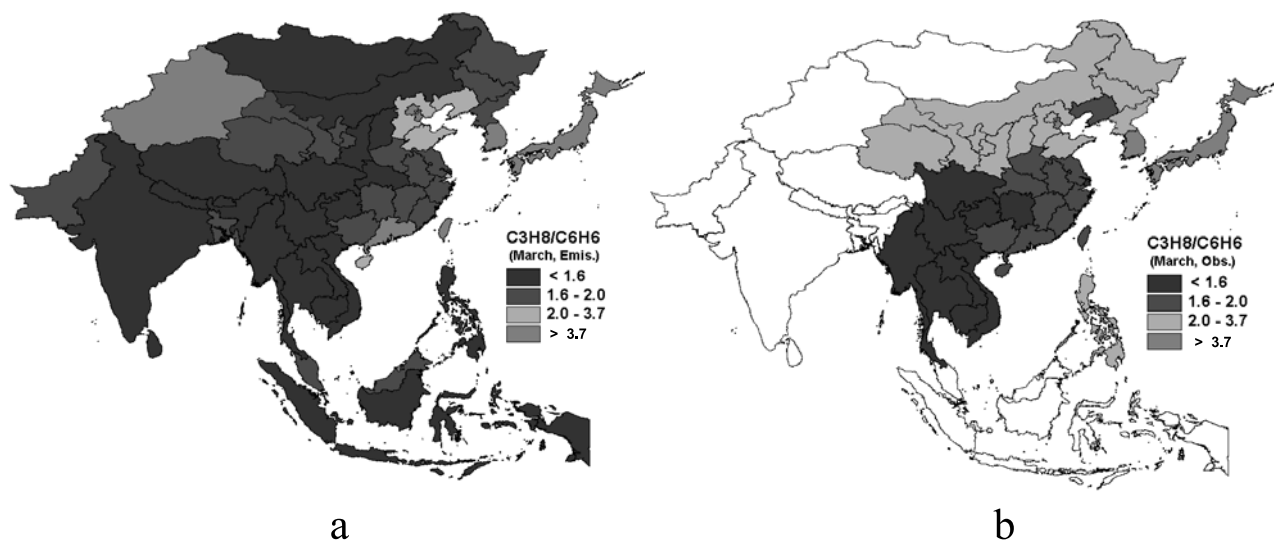 C3H8/C6H6
(March, Emis.)
< 1.6
1.6 - 2.0
2.0 - 3.7
> 3.7
a
C3H8/C6H6
(March, Obs.)
< 1.6
1.6 - 2.0
2.0 - 3.7
> 3.7
b